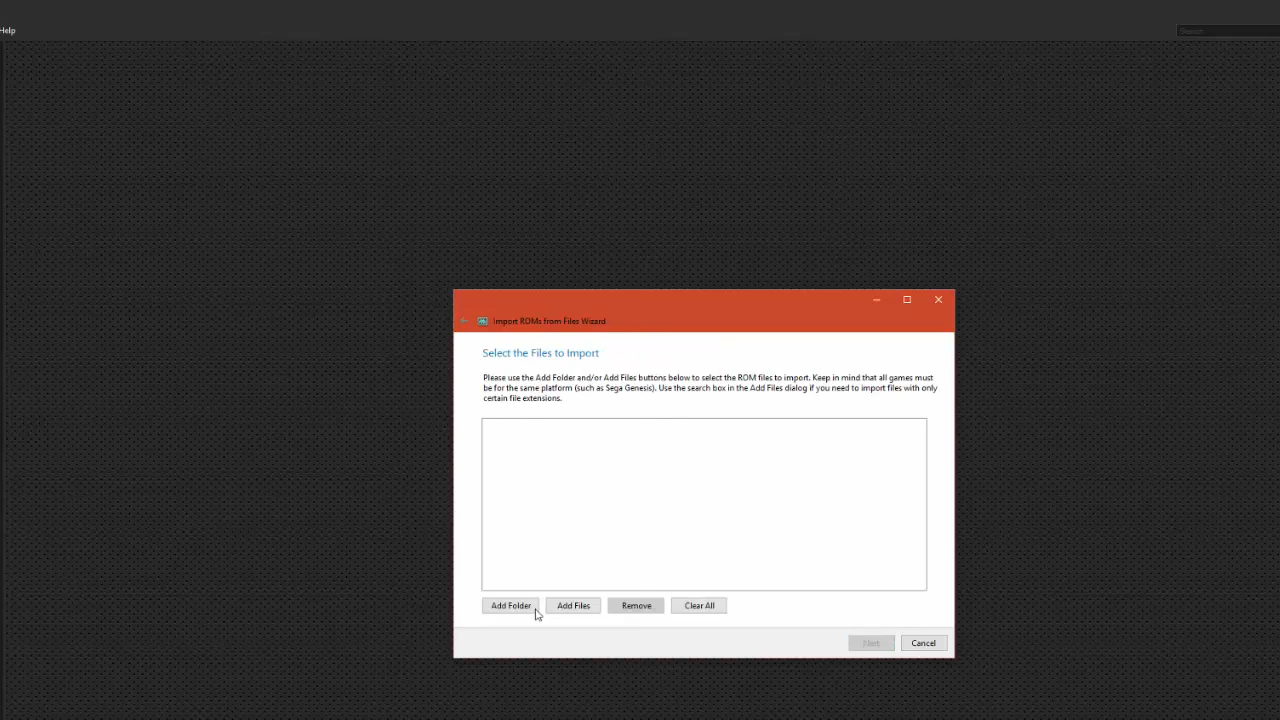 Help
Search
Import ROMs from Files Wizard
Select the Files to Import
Please use the Add Folder and/or Add Files buttons below to select the ROM files to import. Keep in mind that all games must
be for the same platform (such as Sega Genesis). Use the search box in the Add Files dialog if you need to import files with only
certain file extensions.
Add Folder
Add Files
Remove
Clear All
Next
Cancel